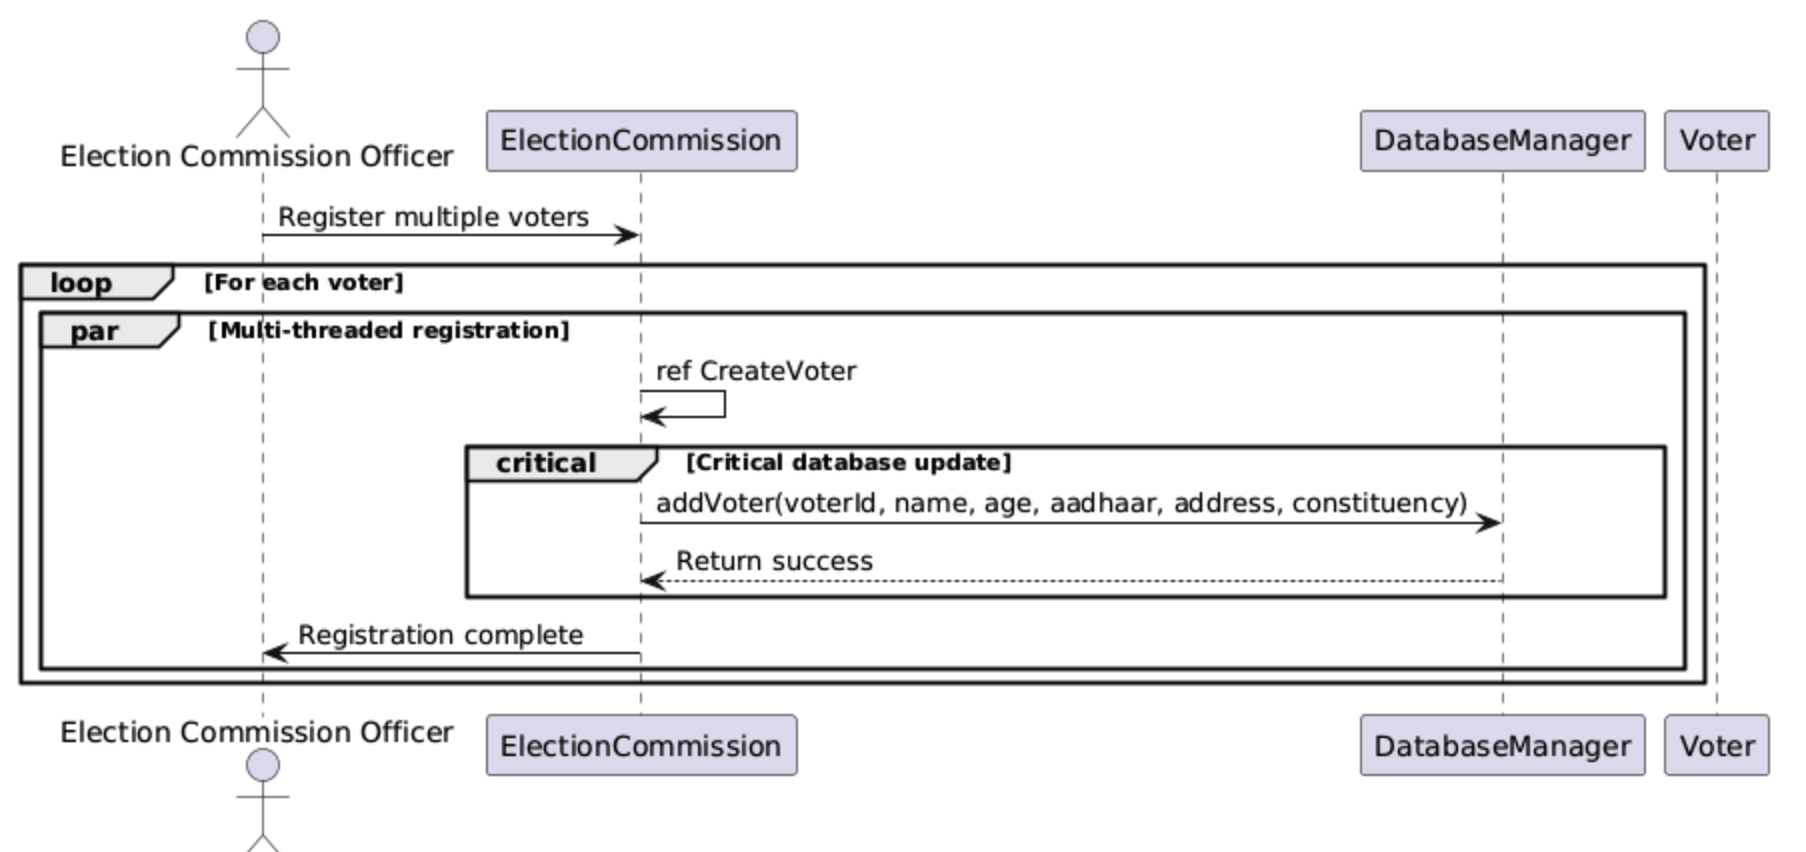 Election Commission Officer
ElectionCommission
DatabaseManager
Voter
Register multiple voters
loop
[For each voter]
par
[Multi-threaded registration]
ref CreateVoter
critical
[Critical database update]
addVoter(voterId, name, age, aadhaar, address, constituency)
Return success
Registration complete
Election Commission Officer
ElectionCommission
DatabaseManager
Voter